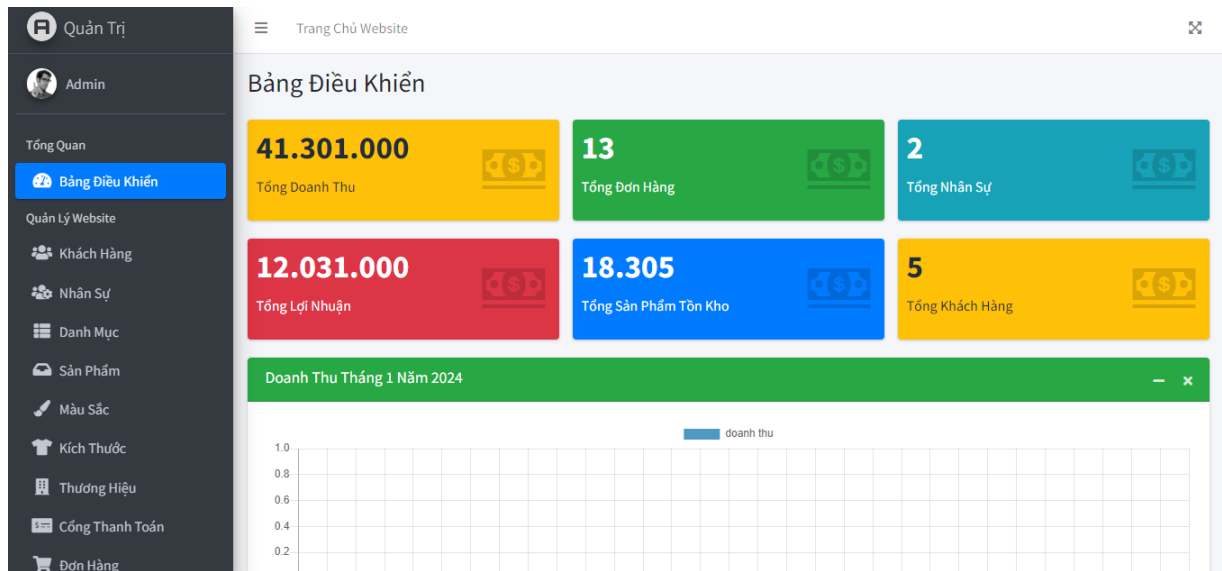 Quản Trị
Trang Chủ Website
Admin
Tổng Quan
Bảng Điều Khiển
Quản Lý Website
Khách Hàng
Nhân Sự
Danh Mục
Sản Phẩm
Màu Sắc
Kích Thước
Thương Hiệu
Cổng Thanh Toán
Đơn Hàng
Bảng Điều Khiển
41.301.000
Tổng Doanh Thu
13
Tổng Đơn Hàng
2
Tổng Nhân Sự
12.031.000
Tổng Lợi Nhuận
18.305
Tổng Sản Phẩm Tồn Kho
5
Tổng Khách Hàng
Doanh Thu Tháng 1 Năm 2024
doanh thu
1.0
0.8
0.6
0.4
0.2